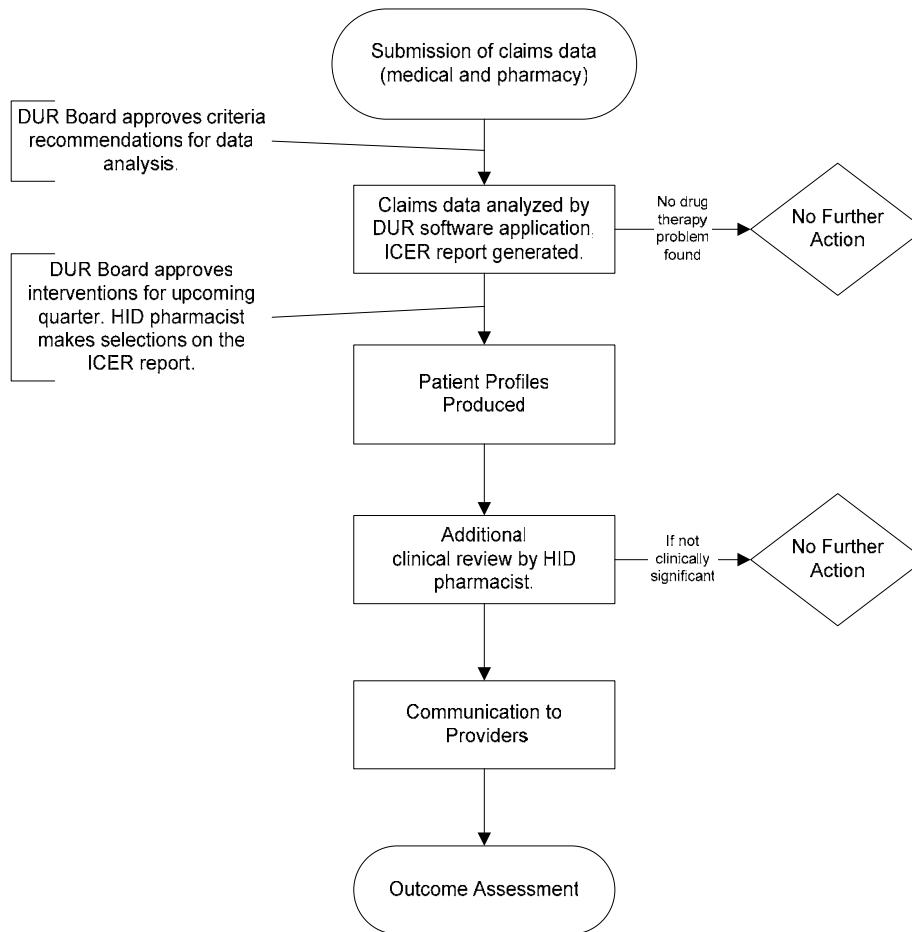 Submission of claims data
(medical and pharmacy)
DUR Board approves criteria
recommendations for data
analysis.
Claims data analyzed by
DUR software application.
ICER report generated.
No drug
therapy
problem
found
No Further
Action
DUR Board approves
interventions for upcoming
quarter. HID pharmacist
makes selections on the
ICER report.
Patient Profiles
Produced
Additional
clinical review by HID
pharmacist.
If not
clinically
significant
No Further
Action
Communication to
Providers
Outcome Assessment